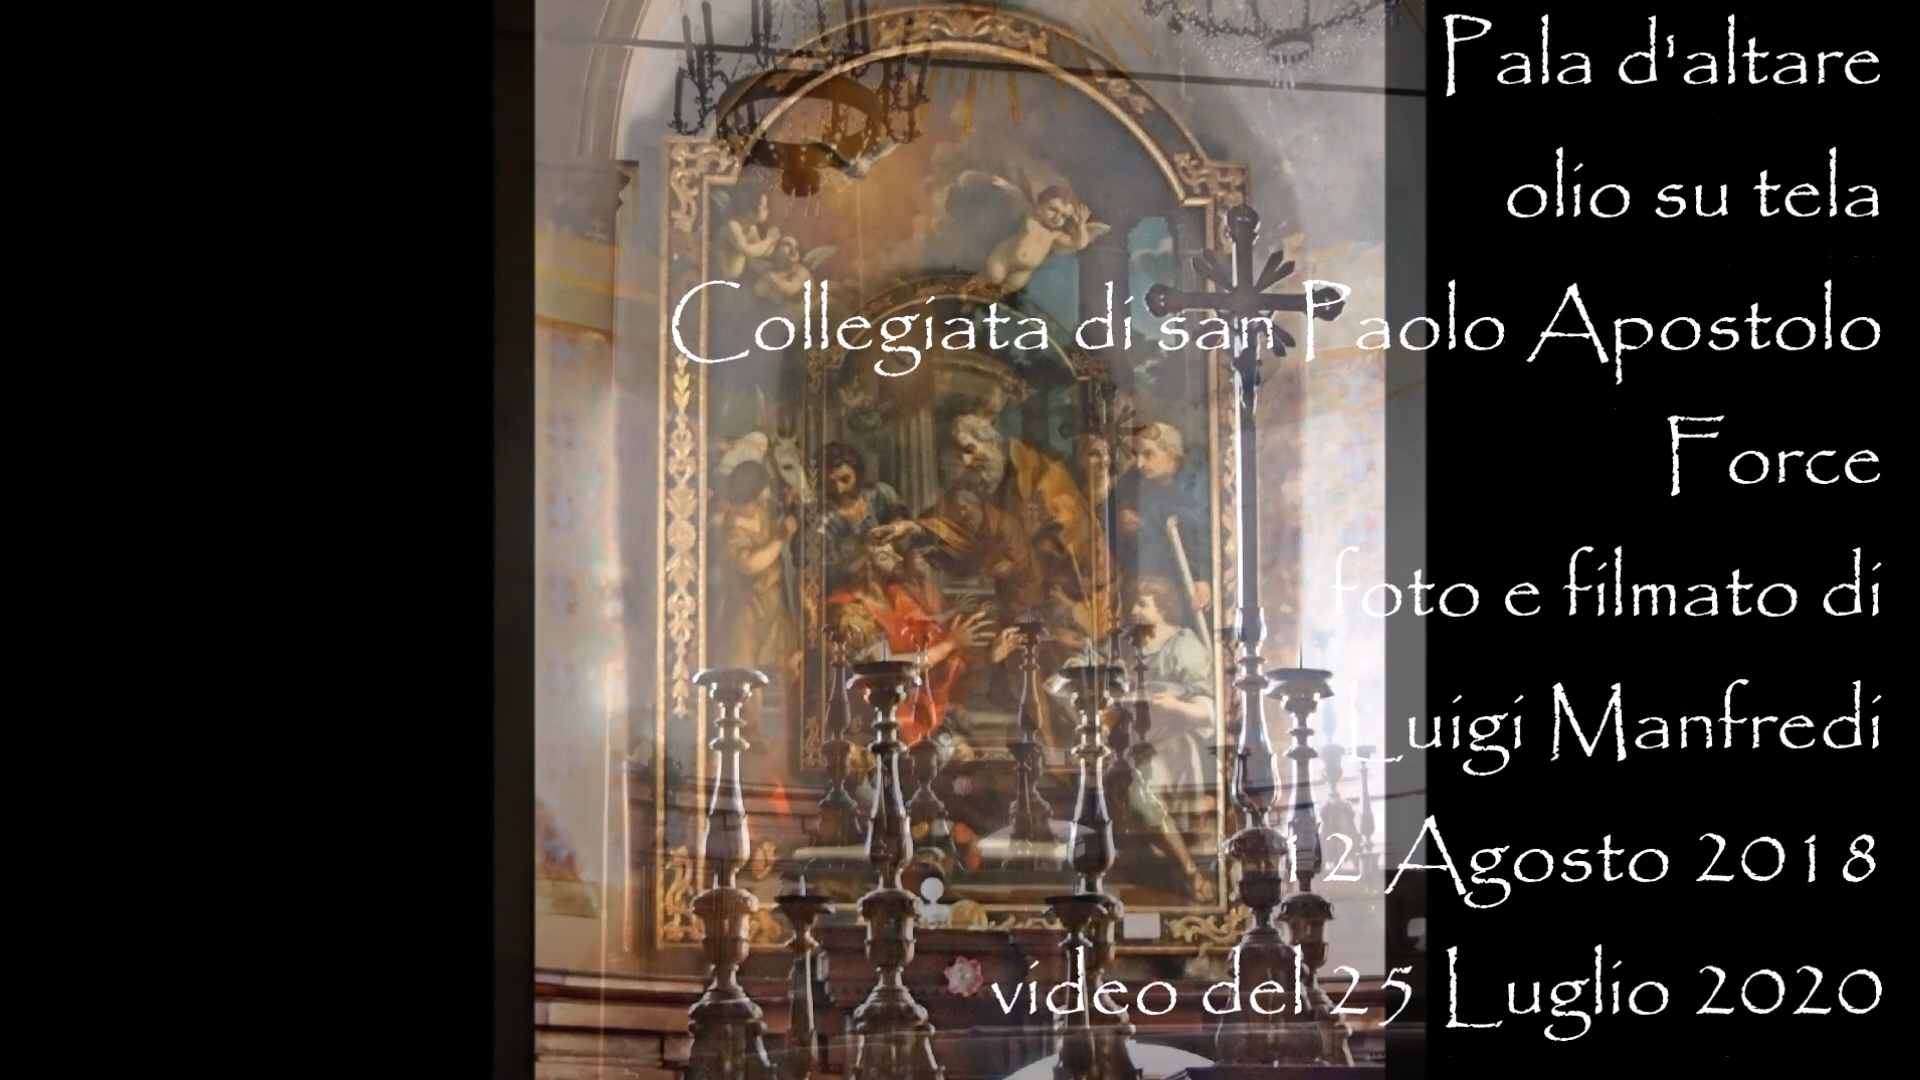 Pala d'altare
olio su tela
Collegiata di san Paolo Apostolo
Force
foto e filmato di
Luigi Manfredi
12 Agosto 2018
video del 25 Luglio 2020